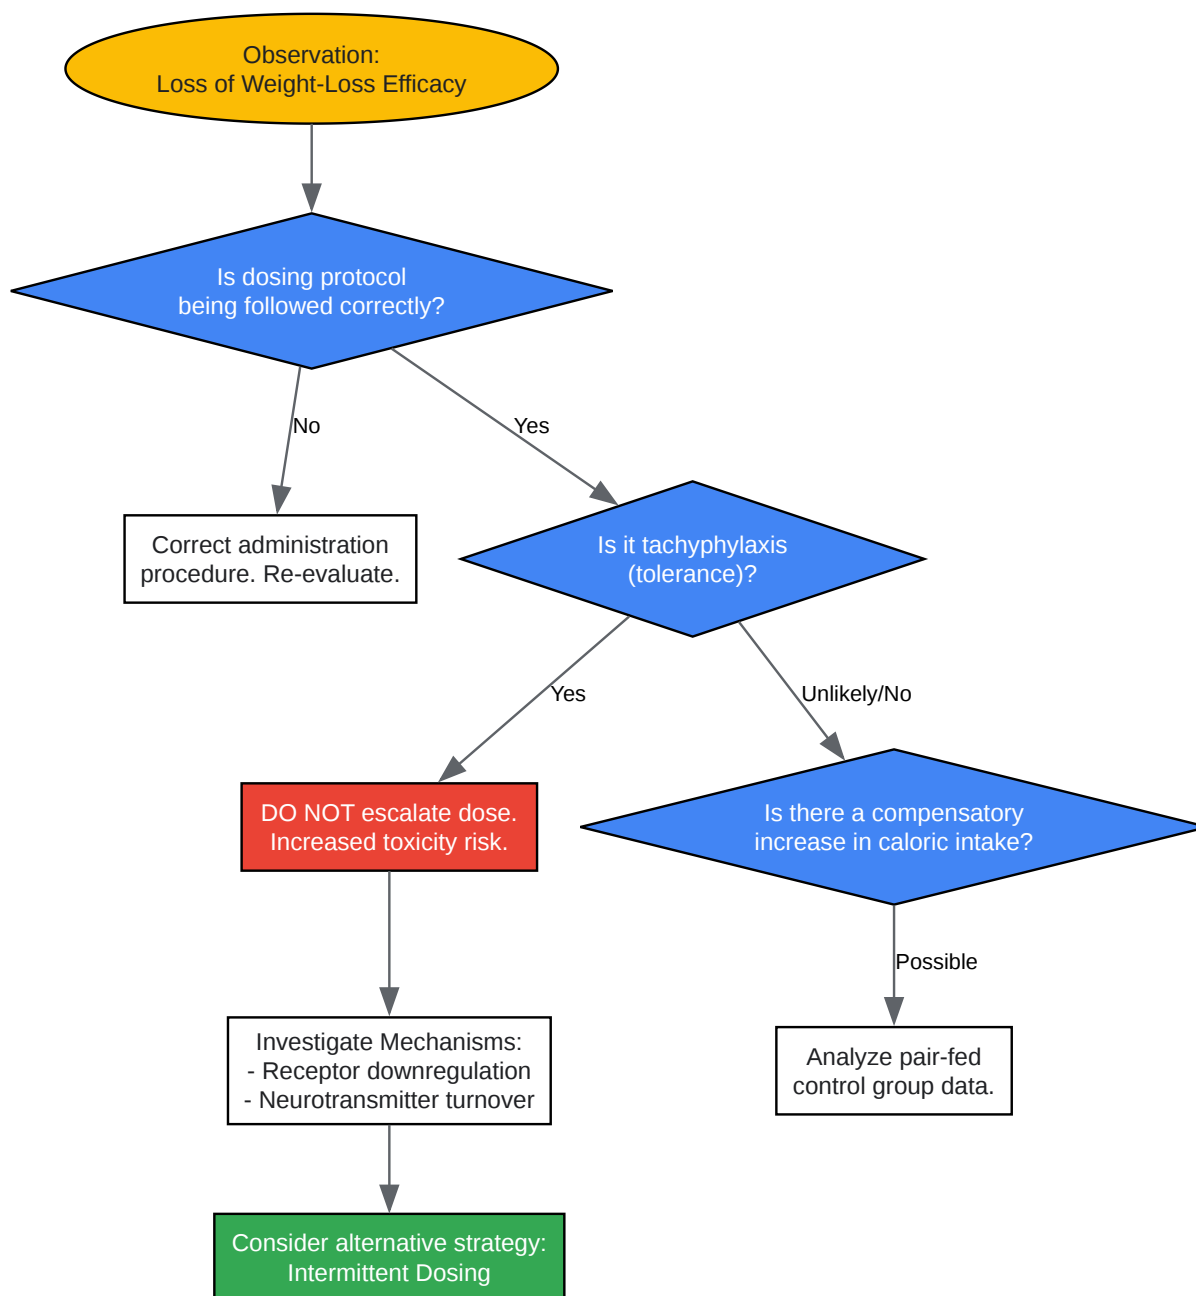 Observation:
Loss of Weight-Loss Efficacy
Is dosing protocol
being followed correctly?
No
Yes
Correct administration
procedure. Re-evaluate.
Is it tachyphylaxis
(tolerance)?
Yes
Unlikely/No
DO NOT escalate dose.
Increased toxicity risk.
Is there a compensatory
increase in caloric intake?
Possible
Investigate Mechanisms:
- Receptor downregulation
- Neurotransmitter turnover
Analyze pair-fed
control group data.
Consider alternative strategy:
Intermittent Dosing